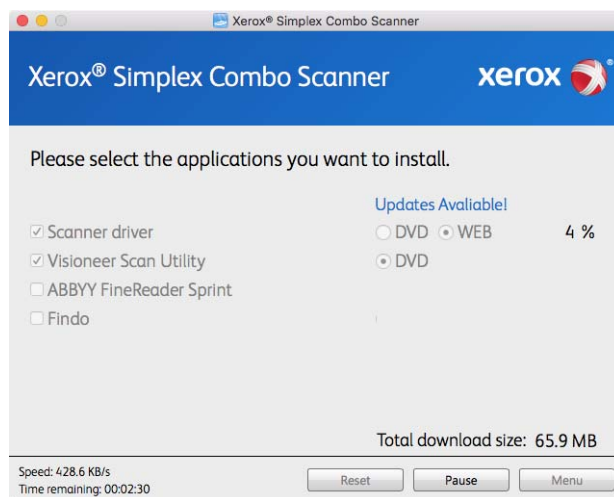 Xerox® Simplex Combo Scanner
Xerox® Simplex Combo Scanner
xerox ®
Please select the applications you want to install.
Updates Avaliable!
Scanner driver DVD WEB 4 %
Visioneer Scan Utility DVD
ABBYY FineReader Sprint
Findo
Total download size: 65.9 MB
Speed: 428.6 KB/s
Time remaining: 00:02:30
Reset Pause Menu